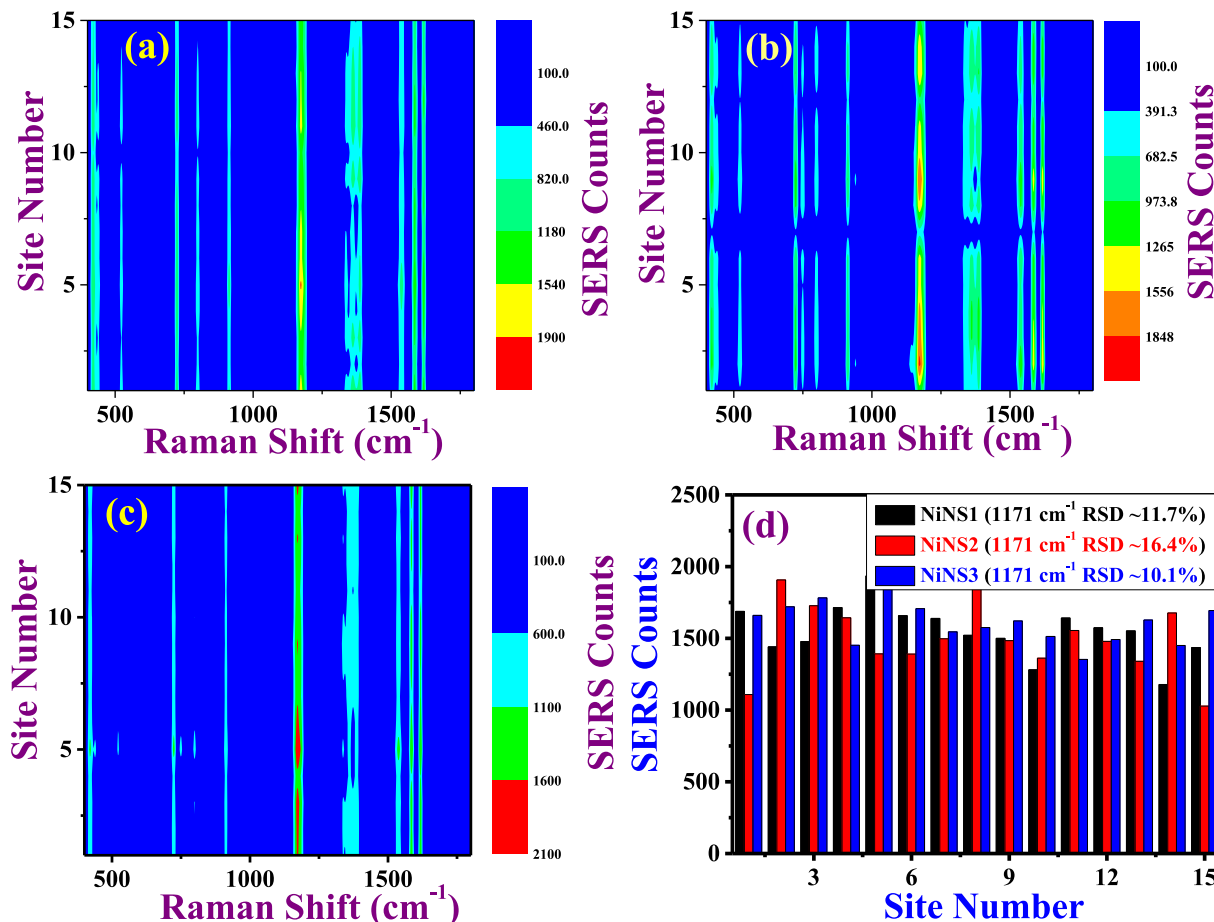 (a)
15
10
5
Site Number
500
1000
1500
Raman Shift (cm⁻¹)
100.0
460.0
820.0
1180
1540
1900
SERS Counts
(b)
15
10
5
Site Number
500
1000
1500
Raman Shift (cm⁻¹)
100.0
391.3
682.5
973.8
1265
1556
1848
SERS Counts
(c)
15
10
5
Site Number
500
1000
1500
Raman Shift (cm⁻¹)
100.0
600.0
1100
1600
2100
SERS Counts
(d)
SERS Counts
2500
2000
1500
1000
500
0
NiNS1 (1171 cm⁻¹ RSD ~11.7%)
NiNS2 (1171 cm⁻¹ RSD ~16.4%)
NiNS3 (1171 cm⁻¹ RSD ~10.1%)
3
6
9
12
15
Site Number